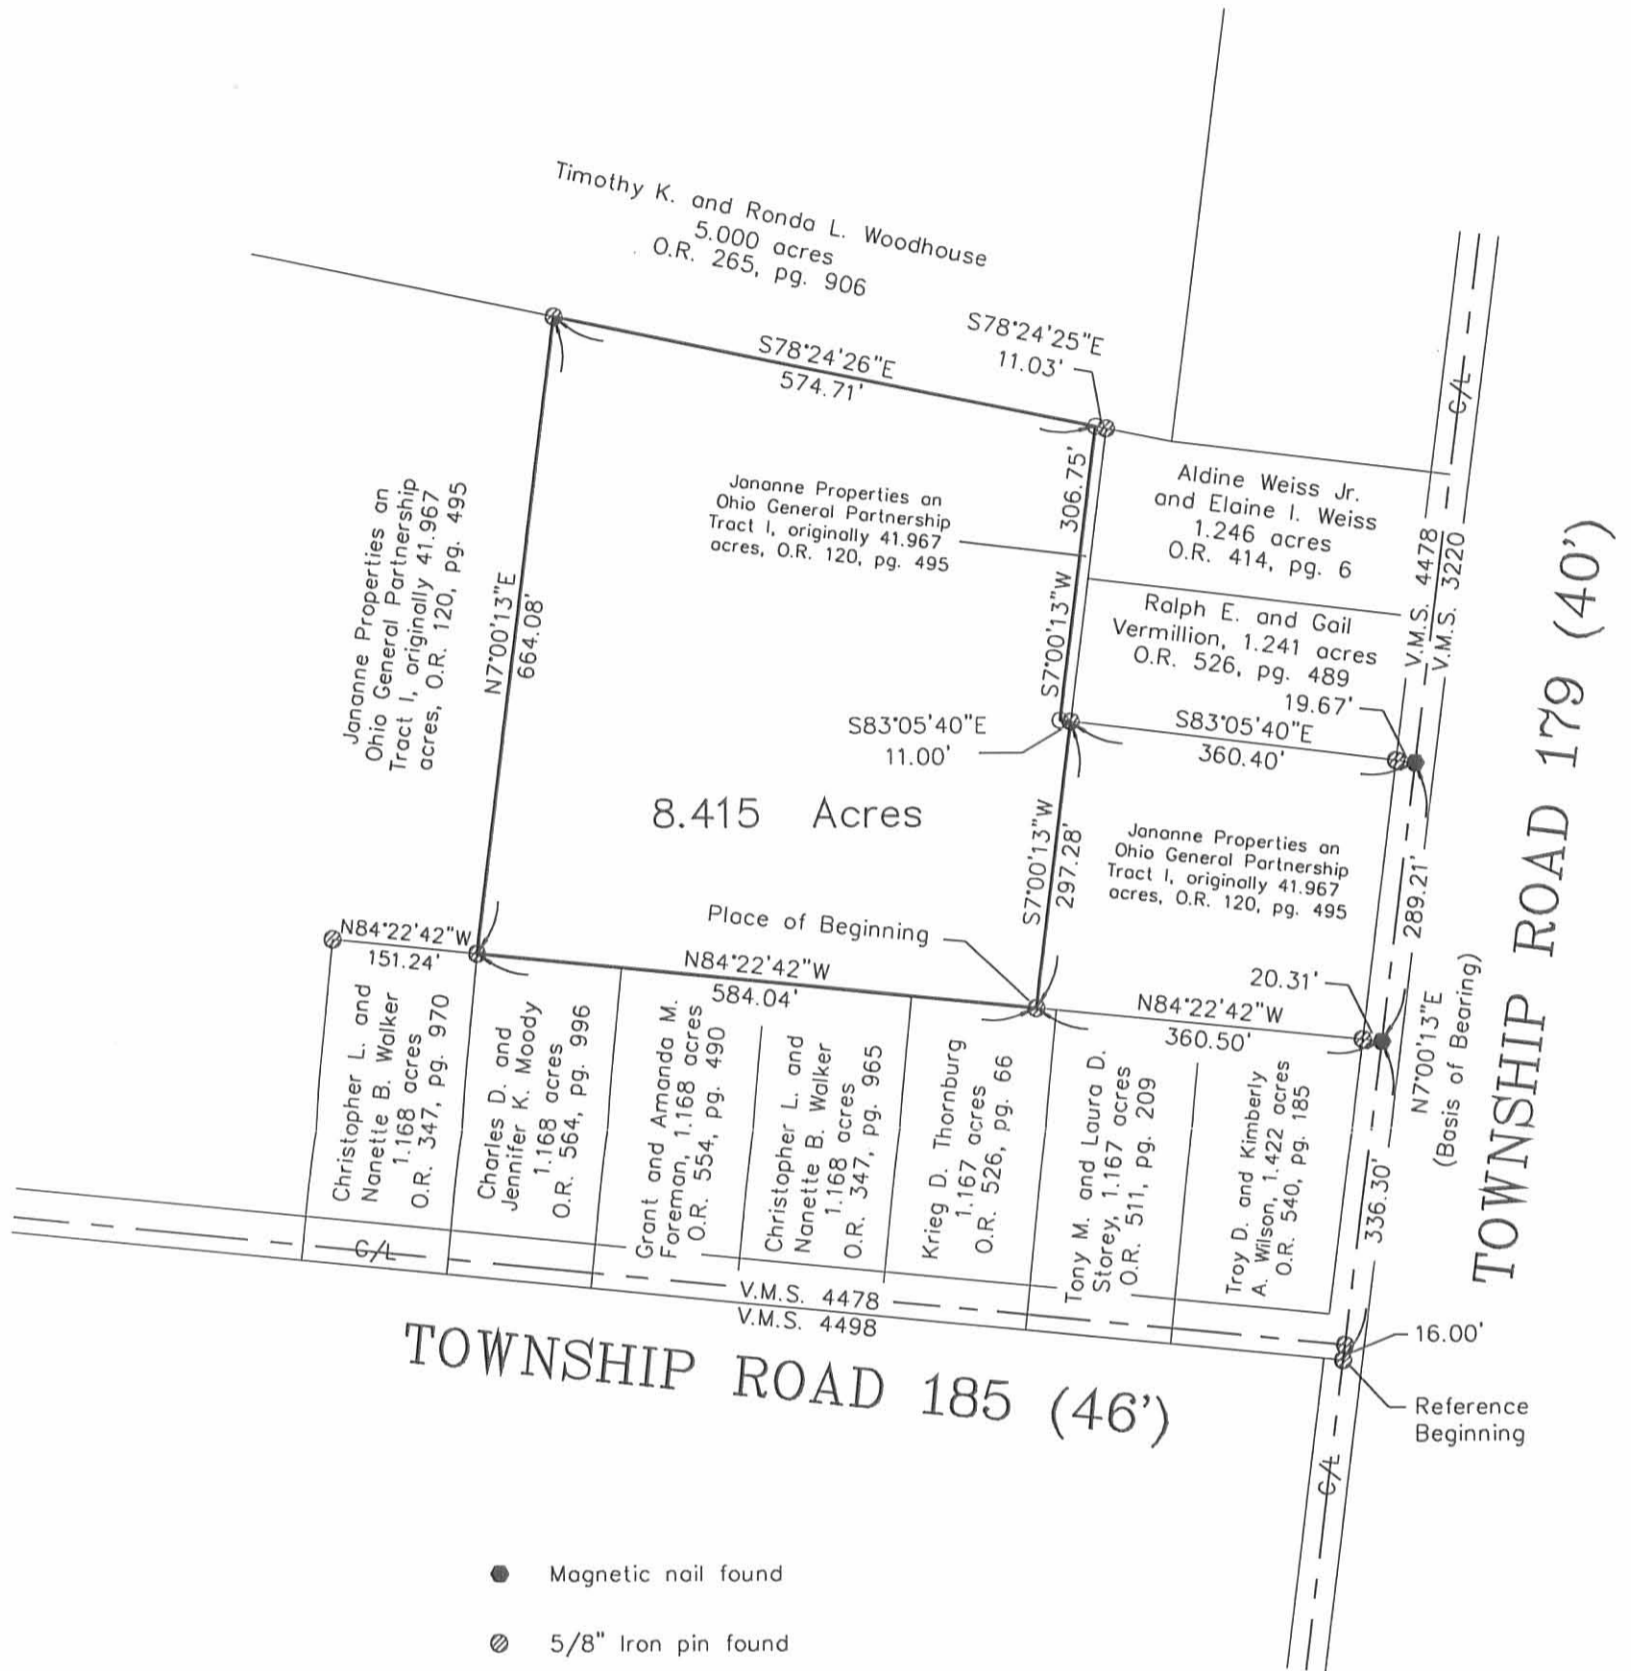 Timothy K. and Ronda L. Woodhouse
5.000 acres
O.R. 265, pg. 906
S78°24'25"E
11.03'
S78°24'26"E
574.71'
C/L
Jananne Properties an
Ohio General Partnership
Tract I, originally 41.967
acres, O.R. 120, pg. 495
N7°00'13"E
664.08'
Jananne Properties an
Ohio General Partnership
Tract I, originally 41.967
acres, O.R. 120, pg. 495
S7°00'13"W 306.75'
Aldine Weiss Jr.
and Elaine I. Weiss
1.246 acres
O.R. 414, pg. 6
V.M.S. 4478
V.M.S. 3220
Ralph E. and Gail
Vermillion, 1.241 acres
O.R. 526, pg. 489
19.67'
S83°05'40"E
11.00'
S83°05'40"E
360.40'
TOWNSHIP ROAD 179 (40')
8.415 Acres
S7°00'13"W
297.28'
Jananne Properties an
Ohio General Partnership
Tract I, originally 41.967
acres, O.R. 120, pg. 495
289.21'
Place of Beginning
N84°22'42"W
151.24'
N84°22'42"W
584.04'
20.31'
N84°22'42"W
360.50'
N7°00'13"E
(Basis of Bearing)
Christopher L. and
Nanette B. Walker
1.168 acres
O.R. 347, pg. 970
Charles D. and
Jennifer K. Moody
1.168 acres
O.R. 564, pg. 996
Grant and Amanda M.
Foreman, 1.168 acres
O.R. 554, pg. 490
Christopher L. and
Nanette B. Walker
1.168 acres
O.R. 347, pg. 965
Krieg D. Thornburg
1.167 acres
O.R. 526, pg. 66
Tony M. and Laura D.
Storey, 1.167 acres
O.R. 511, pg. 209
Troy D. and Kimberly
A. Wilson, 1.422 acres
O.R. 540, pg. 185
336.30'
C/L
V.M.S. 4478
V.M.S. 4498
TOWNSHIP ROAD 185 (46')
16.00'
Reference
Beginning
C/L
Magnetic nail found
5/8" Iron pin found